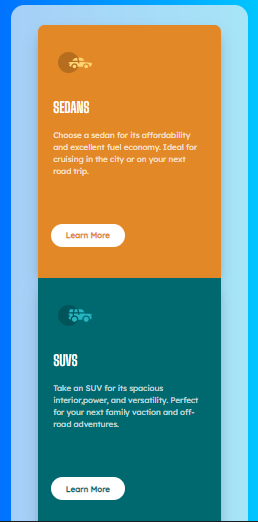 SEDANS
Choose a sedan for its affordability
and excellent fuel economy. Ideal for
cruising in the city or on your next
road trip.
Learn More
SUVS
Take an SUV for its spacious
interior,power, and versatility. Perfect
for your next family vaction and off-
road adventures.
Learn More